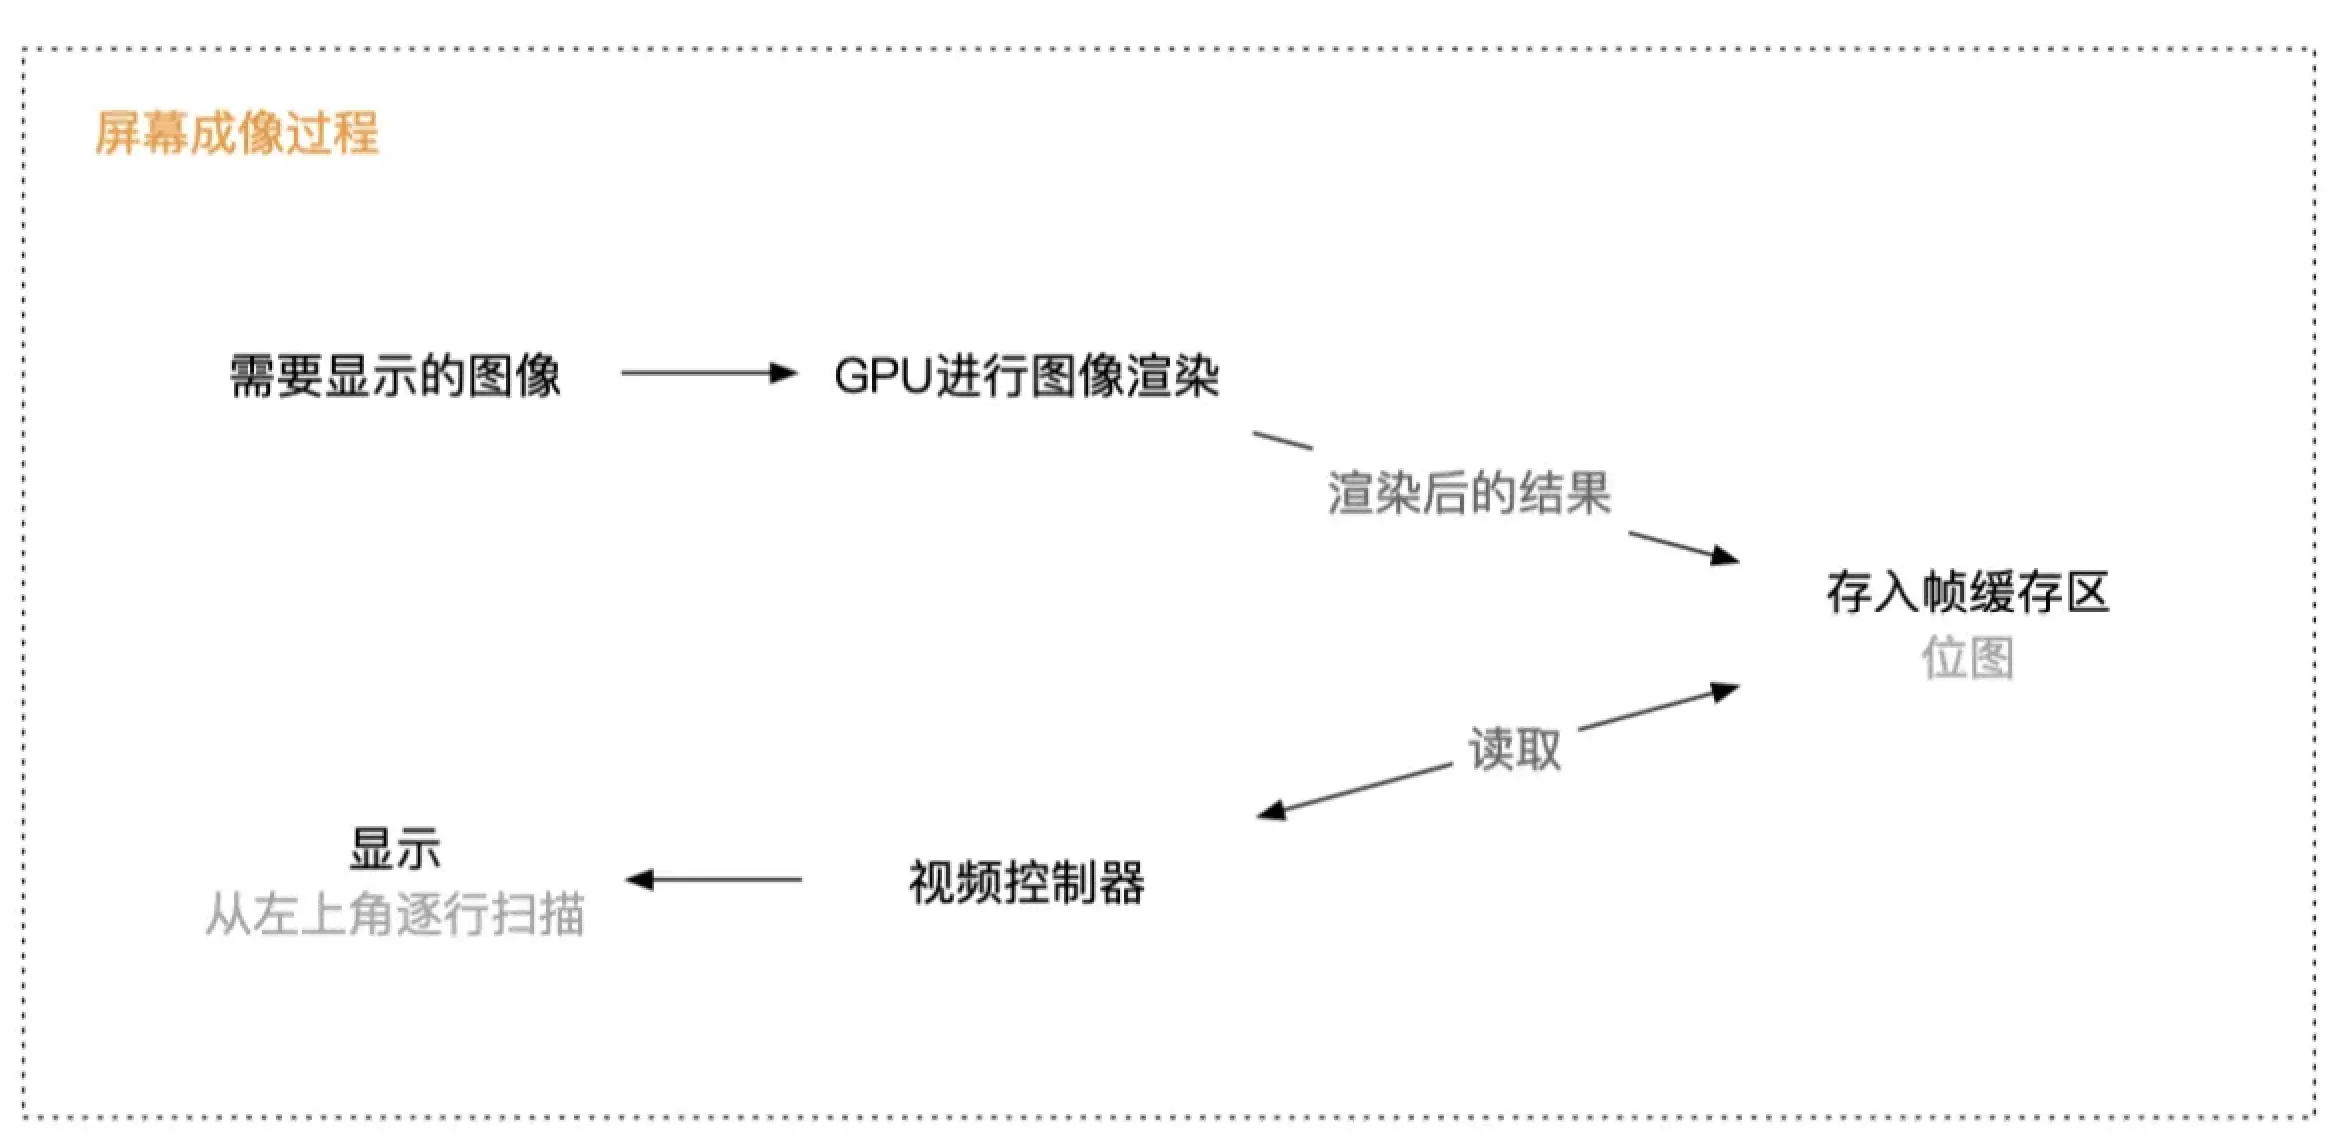 屏幕成像过程
需要显示的图像
GPU进行图像渲染
渲染后的结果
存入帧缓存区
位图
读取
视频控制器
显示
从左上角逐行扫描